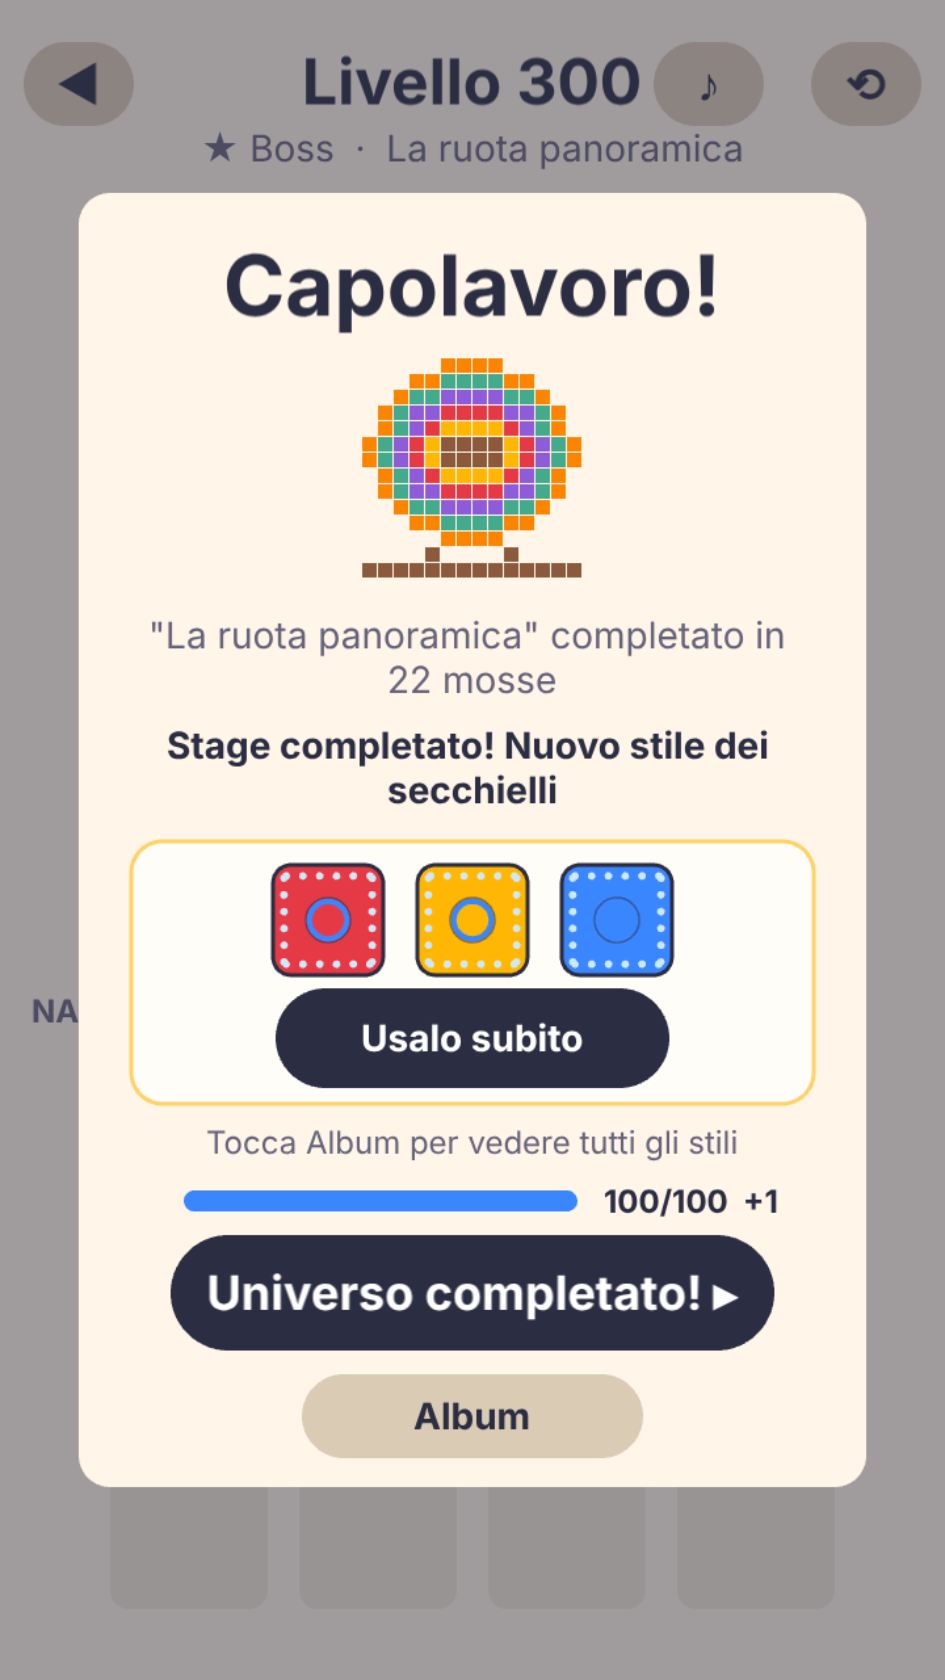 Livello 300
★ Boss · La ruota panoramica
Capolavoro!
"La ruota panoramica" completato in
22 mosse
Stage completato! Nuovo stile dei
secchielli
NA
Usalo subito
Tocca Album per vedere tutti gli stili
100/100 +1
Universo completato! ▸
Album